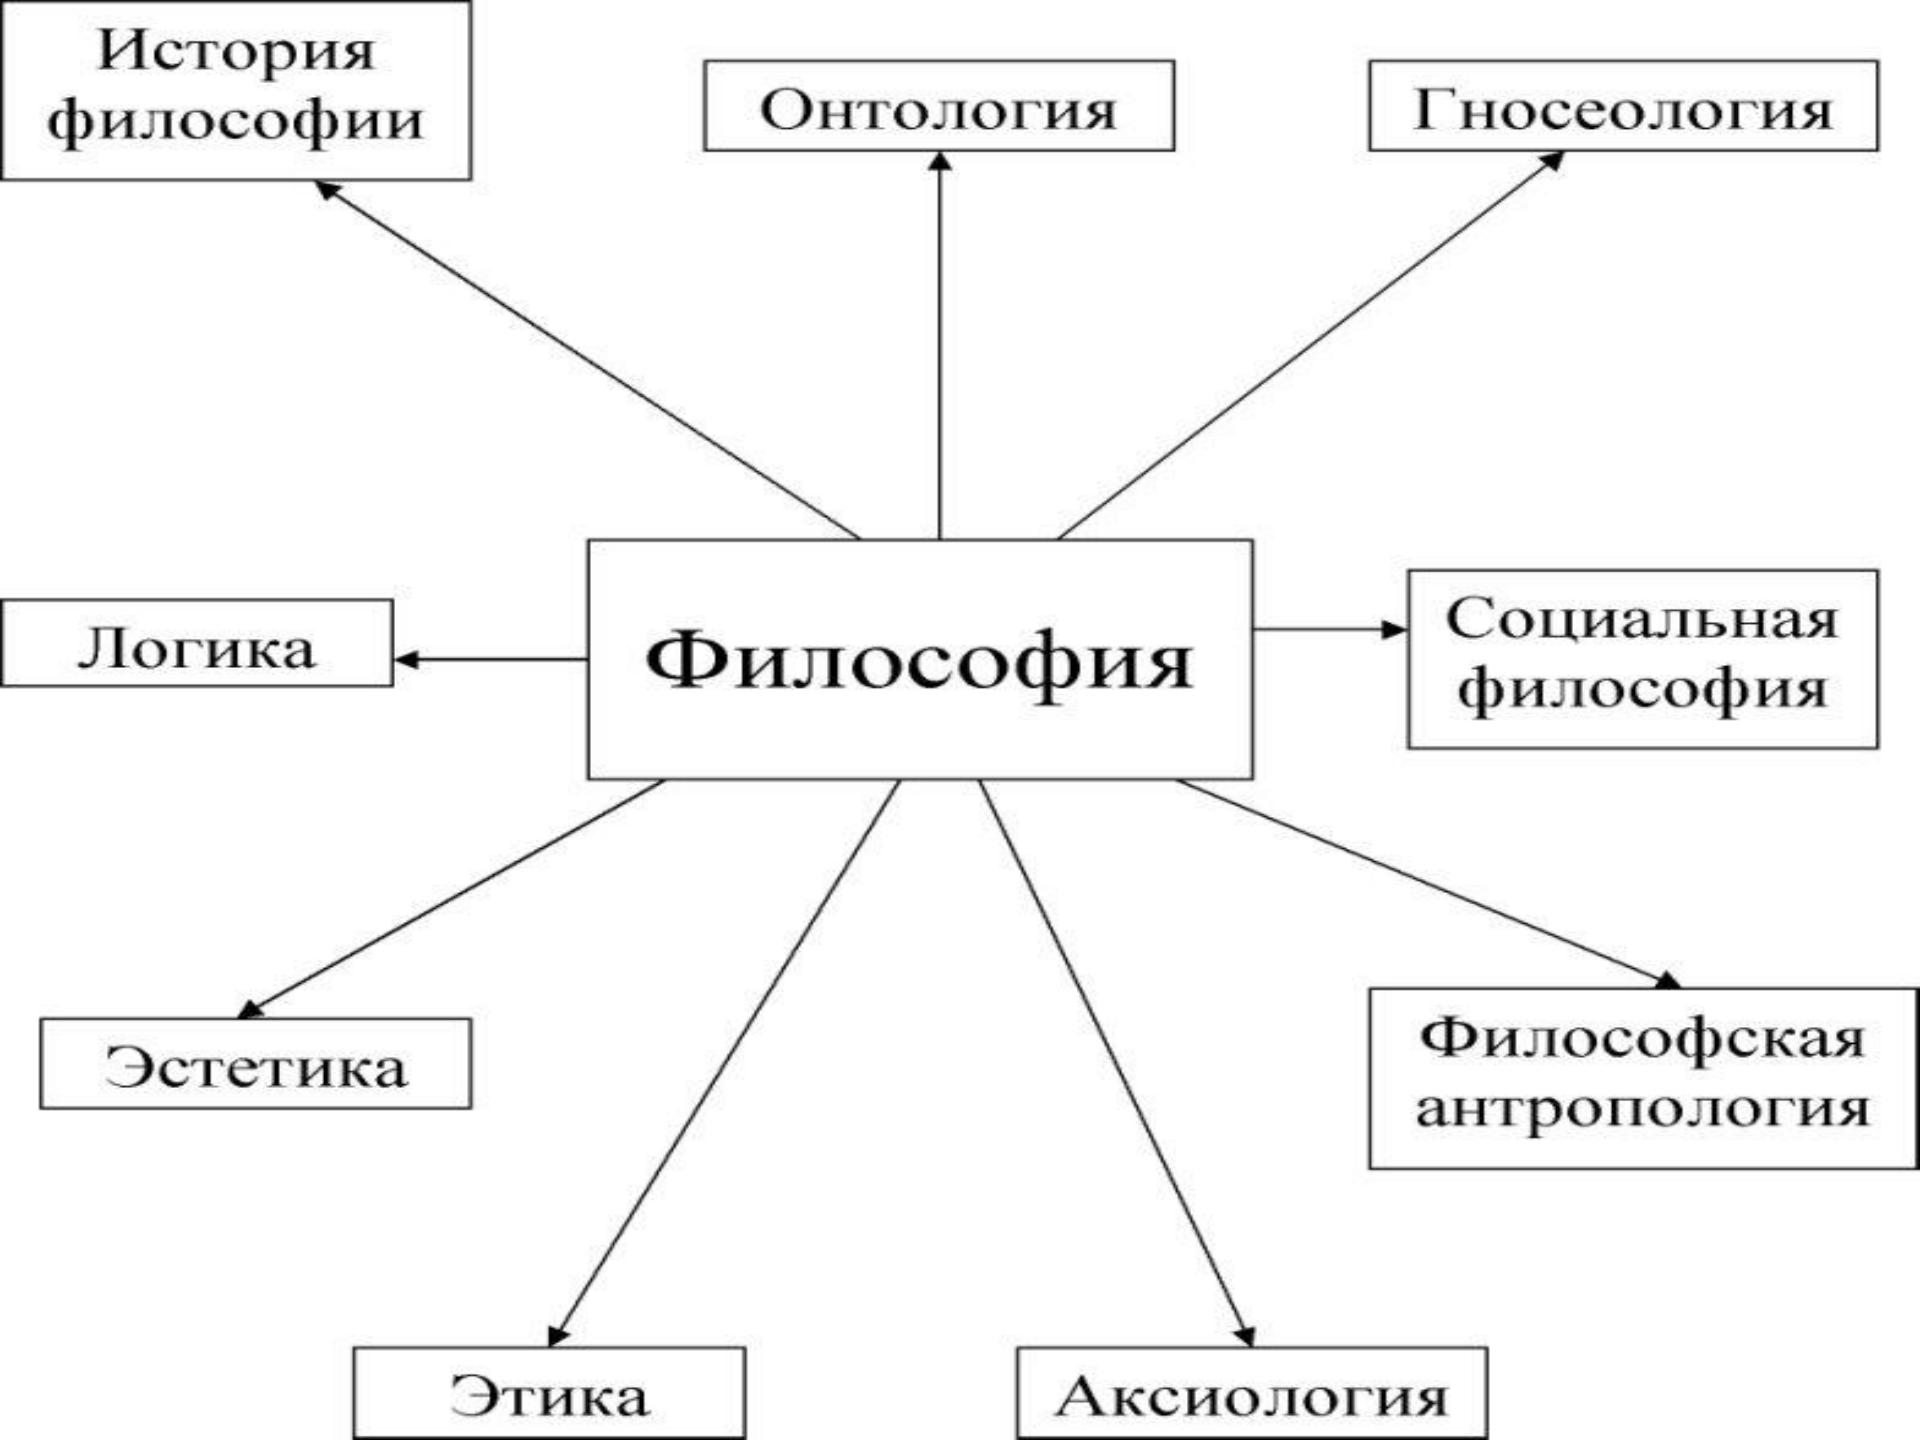 История
философии
Онтология
Гносеология
Логика
Философия
Социальная
философия
Эстетика
Философская
антропология
Этика
Аксиология